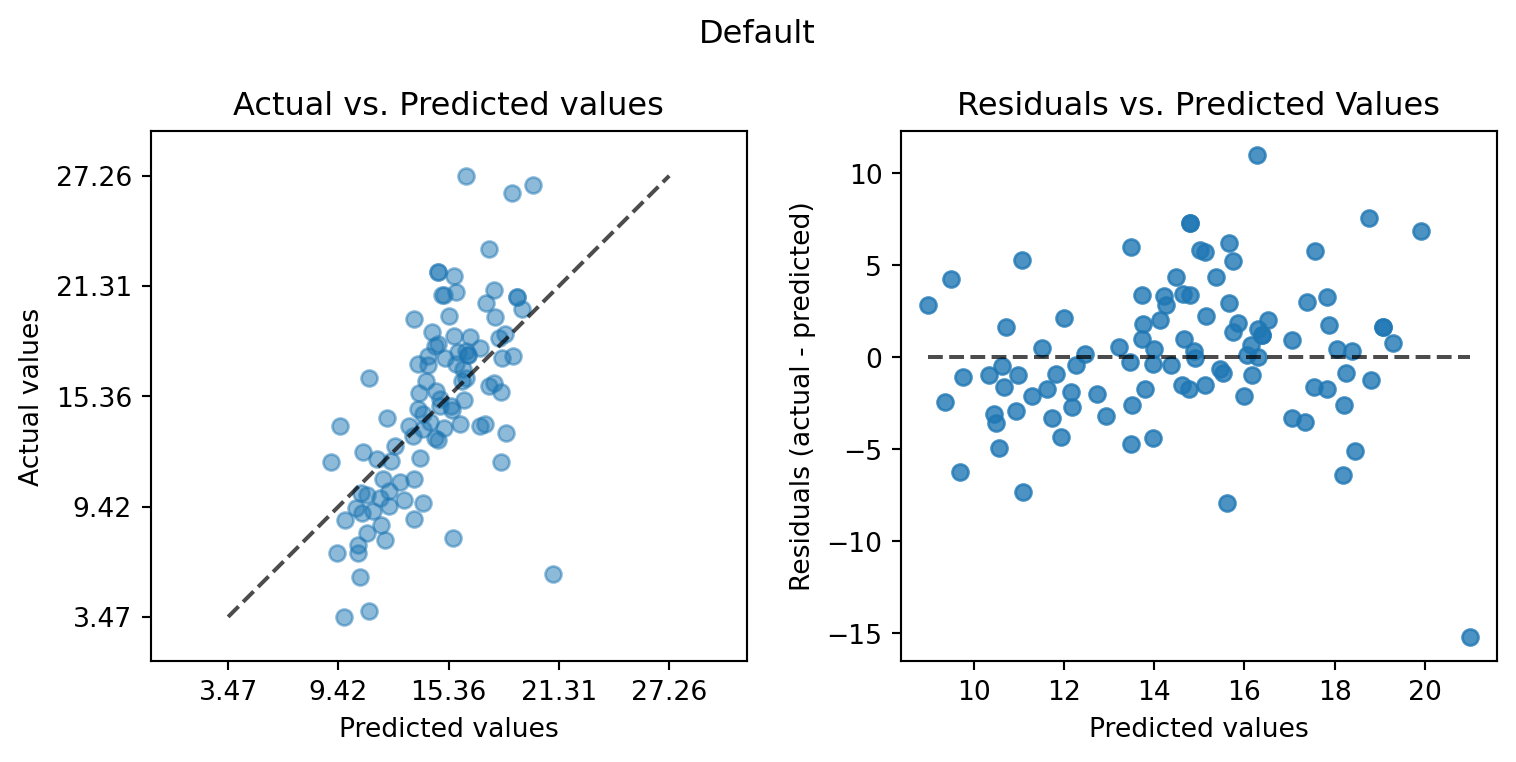 Default
Actual vs. Predicted values
Actual values
27.26
21.31
15.36
9.42
3.47
3.47 9.42 15.36 21.31 27.26
Predicted values
Residuals vs. Predicted Values
Residuals (actual - predicted)
10
5
0
−5
−10
−15
10 12 14 16 18 20
Predicted values